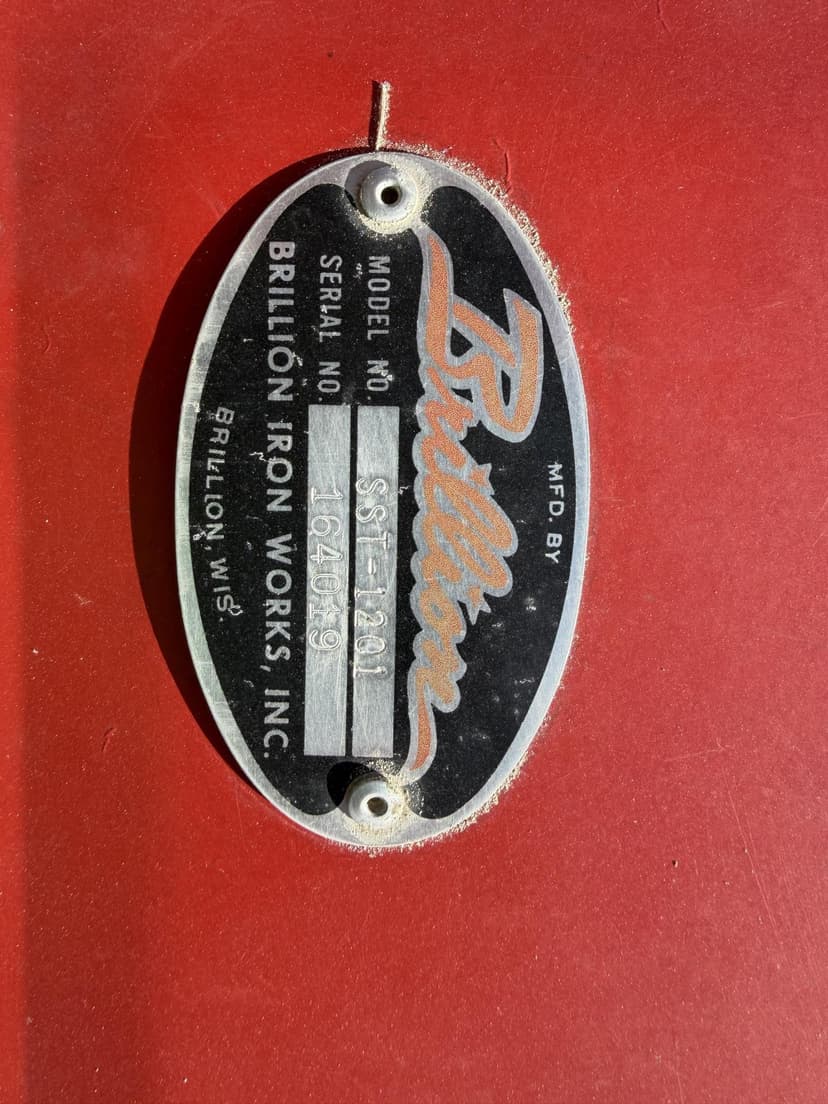 MFD. BY
Brillion
MODEL NO. SST-1201
SERIAL NO. 164019
BRILLION IRON WORKS, INC.
BRILLION, WIS.